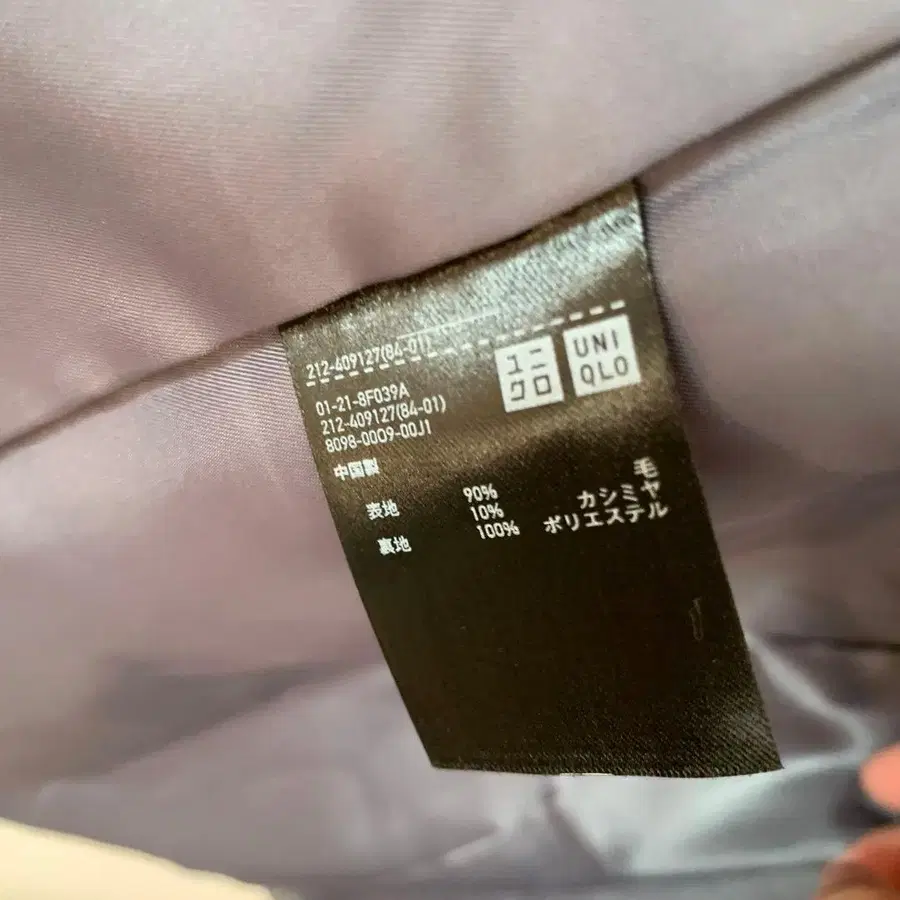 212-409127(84-01)
ユニ
クロ
UNI
QLO
01-21-8F039A
212-409127(84-01)
8098-0009-00J1
中国製
表地 90% 毛
10% カシミヤ
裏地 100% ポリエステル